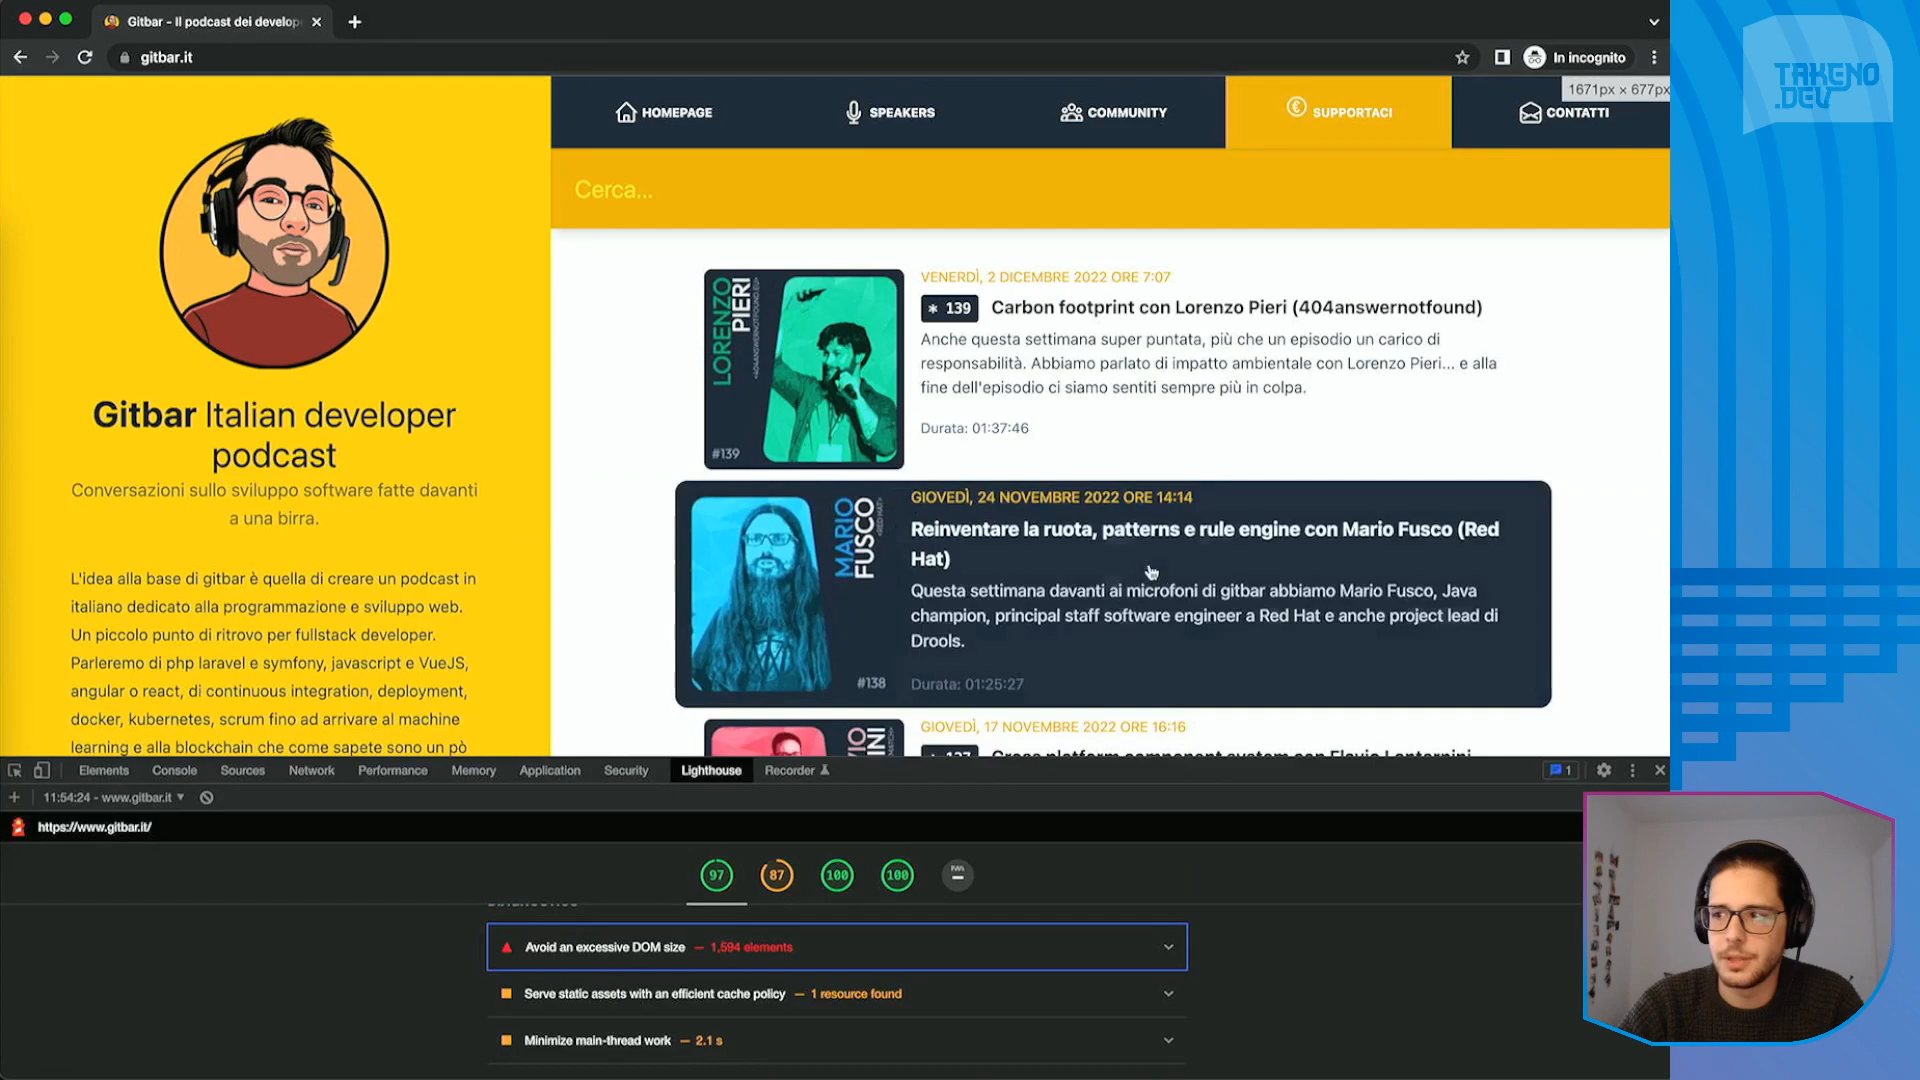 Gitbar - Il podcast dei develop
gitbar.it
In incognito
1671px × 677px
TAKENO
.DEV
HOMEPAGE
SPEAKERS
COMMUNITY
SUPPORTACI
CONTATTI
Cerca...
Gitbar Italian developer
podcast
Conversazioni sullo sviluppo software fatte davanti
a una birra.
L'idea alla base di gitbar è quella di creare un podcast in
italiano dedicato alla programmazione e sviluppo web.
Un piccolo punto di ritrovo per fullstack developer.
Parleremo di php laravel e symfony, javascript e VueJS,
angular o react, di continuous integration, deployment,
docker, kubernetes, scrum fino ad arrivare al machine
learning e alla blockchain che come sapete sono un pò
LORENZO
PIERI
<404ANSWERNOTFOUND.EU>
#139
VENERDÌ, 2 DICEMBRE 2022 ORE 7:07
* 139 Carbon footprint con Lorenzo Pieri (404answernotfound)
Anche questa settimana super puntata, più che un episodio un carico di
responsabilità. Abbiamo parlato di impatto ambientale con Lorenzo Pieri... e alla
fine dell'episodio ci siamo sentiti sempre più in colpa.
Durata: 01:37:46
MARIO
FUSCO
<RED HAT>
#138
GIOVEDÌ, 24 NOVEMBRE 2022 ORE 14:14
Reinventare la ruota, patterns e rule engine con Mario Fusco (Red
Hat)
Questa settimana davanti ai microfoni di gitbar abbiamo Mario Fusco, Java
champion, principal staff software engineer a Red Hat e anche project lead di
Drools.
Durata: 01:25:27
GIOVEDÌ, 17 NOVEMBRE 2022 ORE 16:16
Elements
Console
Sources
Network
Performance
Memory
Application
Security
Lighthouse
Recorder
1
11:54:24 - www.gitbar.it
https://www.gitbar.it/
97
87
100
100
PWA
Avoid an excessive DOM size — 1,594 elements
Serve static assets with an efficient cache policy — 1 resource found
Minimize main-thread work — 2.1 s